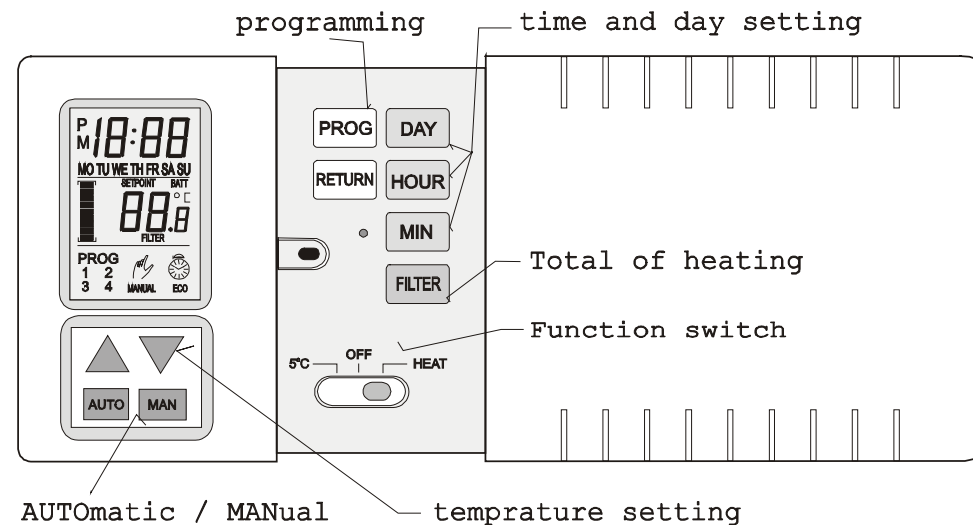 programming
time and day setting
PM 18:88
MO TU WE TH FR SA SU
SETPOINT BATT
88.8 °C
FILTER
PROG
1 2
3 4
MANUAL ECO
PROG DAY
RETURN HOUR
MIN
FILTER
Total of heating
Function switch
5°C OFF HEAT
AUTO MAN
AUTOmatic / MANual
temprature setting